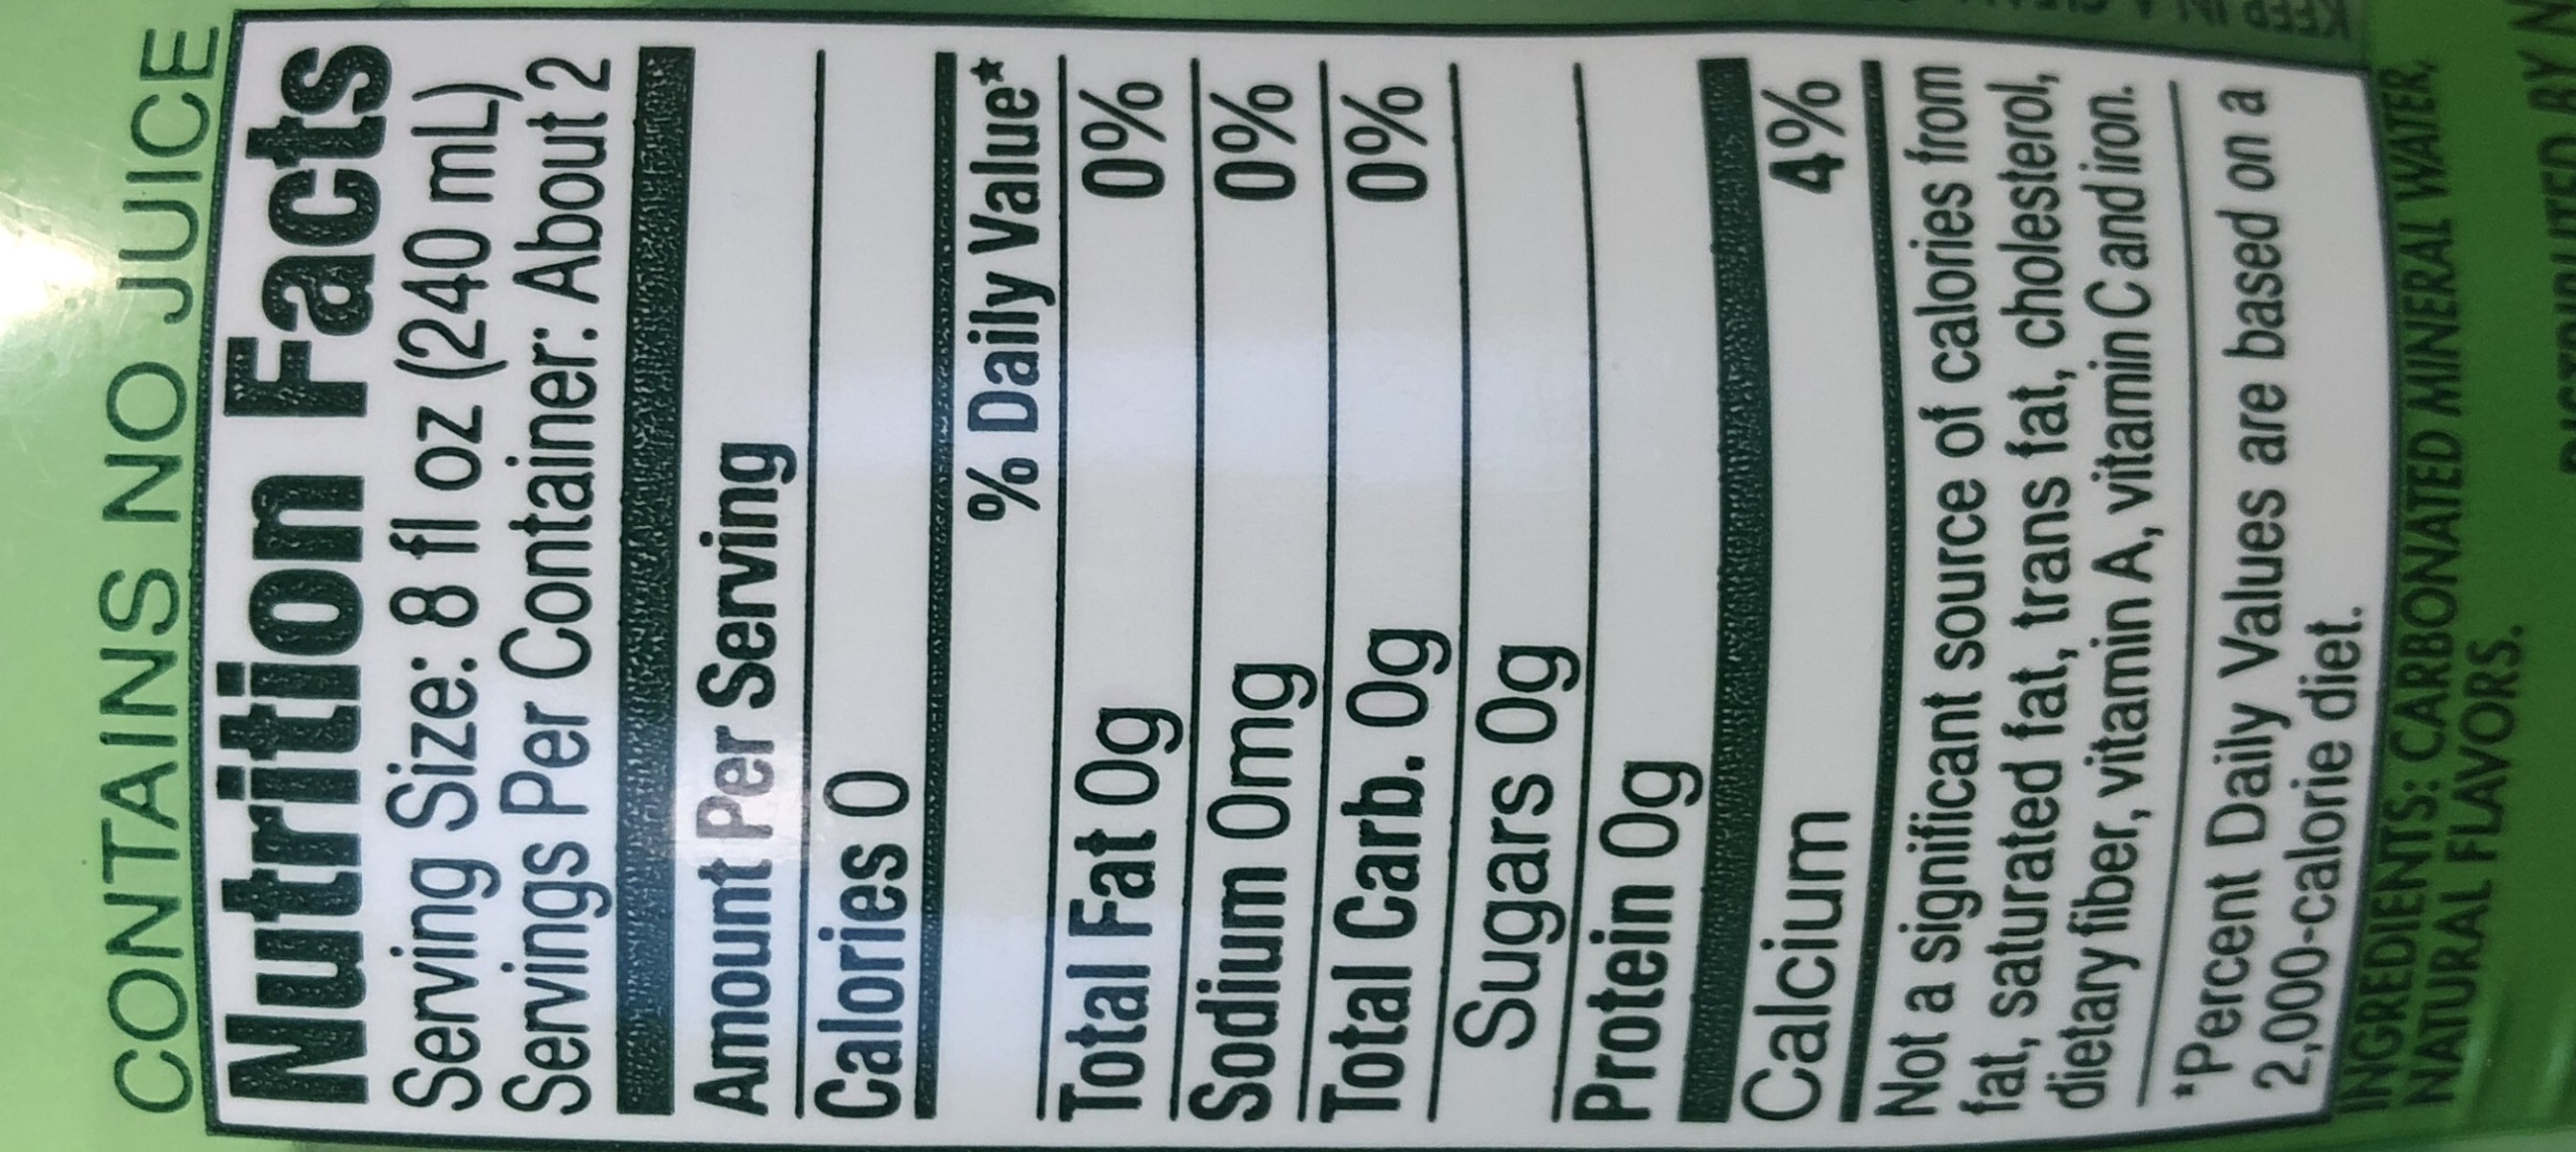 CONTAINS NO JUICE
Nutrition Facts
Serving Size: 8 fl oz (240 mL)
Servings Per Container: About 2
Amount Per Serving
Calories 0
% Daily Value*
Total Fat 0g 0%
Sodium 0mg 0%
Total Carb. 0g 0%
Sugars 0g
Protein 0g
Calcium 4%
Not a significant source of calories from
fat, saturated fat, trans fat, cholesterol,
dietary fiber, vitamin A, vitamin C and iron.
*Percent Daily Values are based on a
2,000-calorie diet.
INGREDIENTS: CARBONATED MINERAL WATER,
NATURAL FLAVORS.
KEEP IN A
BY